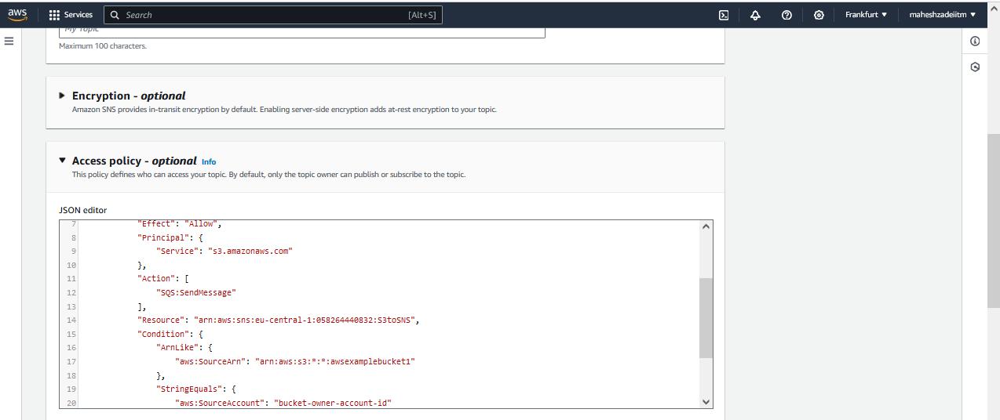 aws Services Search [Alt+S] Frankfurt maheshzadeiitm
My Topic
Maximum 100 characters.
Encryption - optional
Amazon SNS provides in-transit encryption by default. Enabling server-side encryption adds at-rest encryption to your topic.
Access policy - optional Info
This policy defines who can access your topic. By default, only the topic owner can publish or subscribe to the topic.
JSON editor
7 "Effect": "Allow",
8 "Principal": {
9 "Service": "s3.amazonaws.com"
10 },
11 "Action": [
12 "SQS:SendMessage"
13 ],
14 "Resource": "arn:aws:sns:eu-central-1:058264440832:S3toSNS",
15 "Condition": {
16 "ArnLike": {
17 "aws:SourceArn": "arn:aws:s3:*:*:awsexamplebucket1"
18 },
19 "StringEquals": {
20 "aws:SourceAccount": "bucket-owner-account-id"